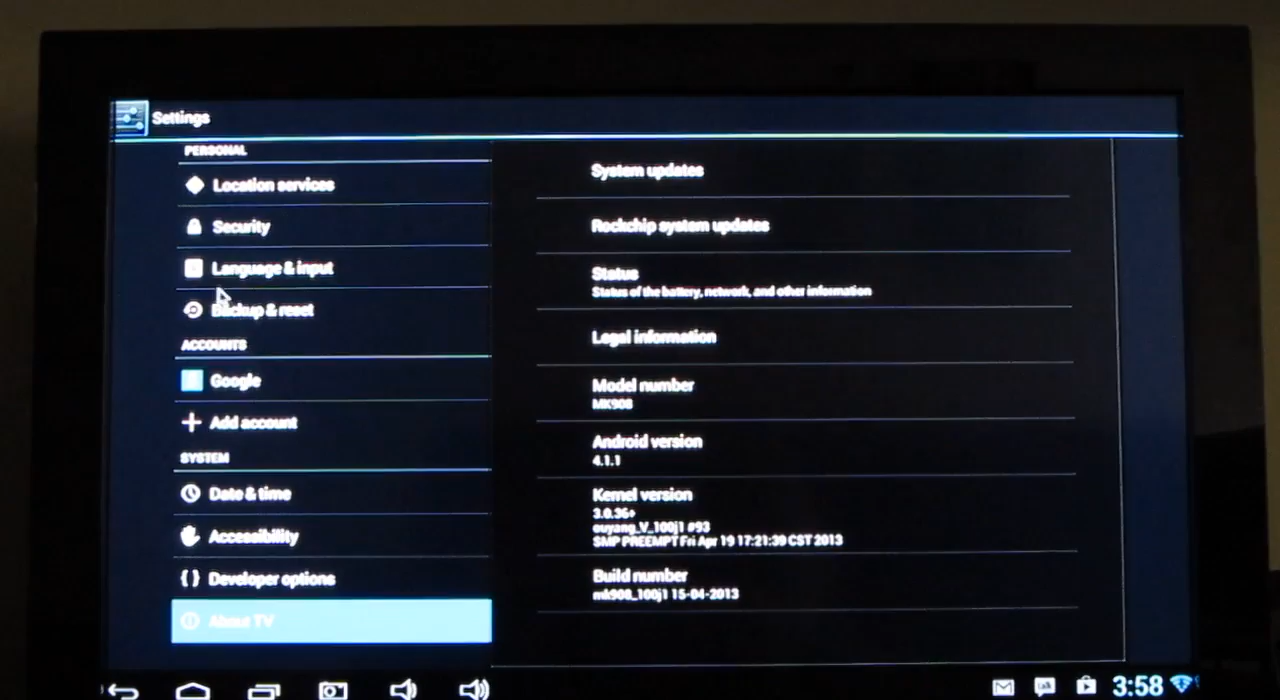 Settings
PERSONAL
Location services
Security
Language & input
Backup & reset
ACCOUNTS
Google
Add account
SYSTEM
Date & time
Accessibility
Developer options
About TV
System updates
Rockchip system updates
Status
Status of the battery, network, and other information
Legal information
Model number
MK908
Android version
4.1.1
Kernel version
3.0.36+
ouyang_V_100j1 #93
SMP PREEMPT Fri Apr 19 17:21:39 CST 2013
Build number
mk908_100j1 15-04-2013
3:58